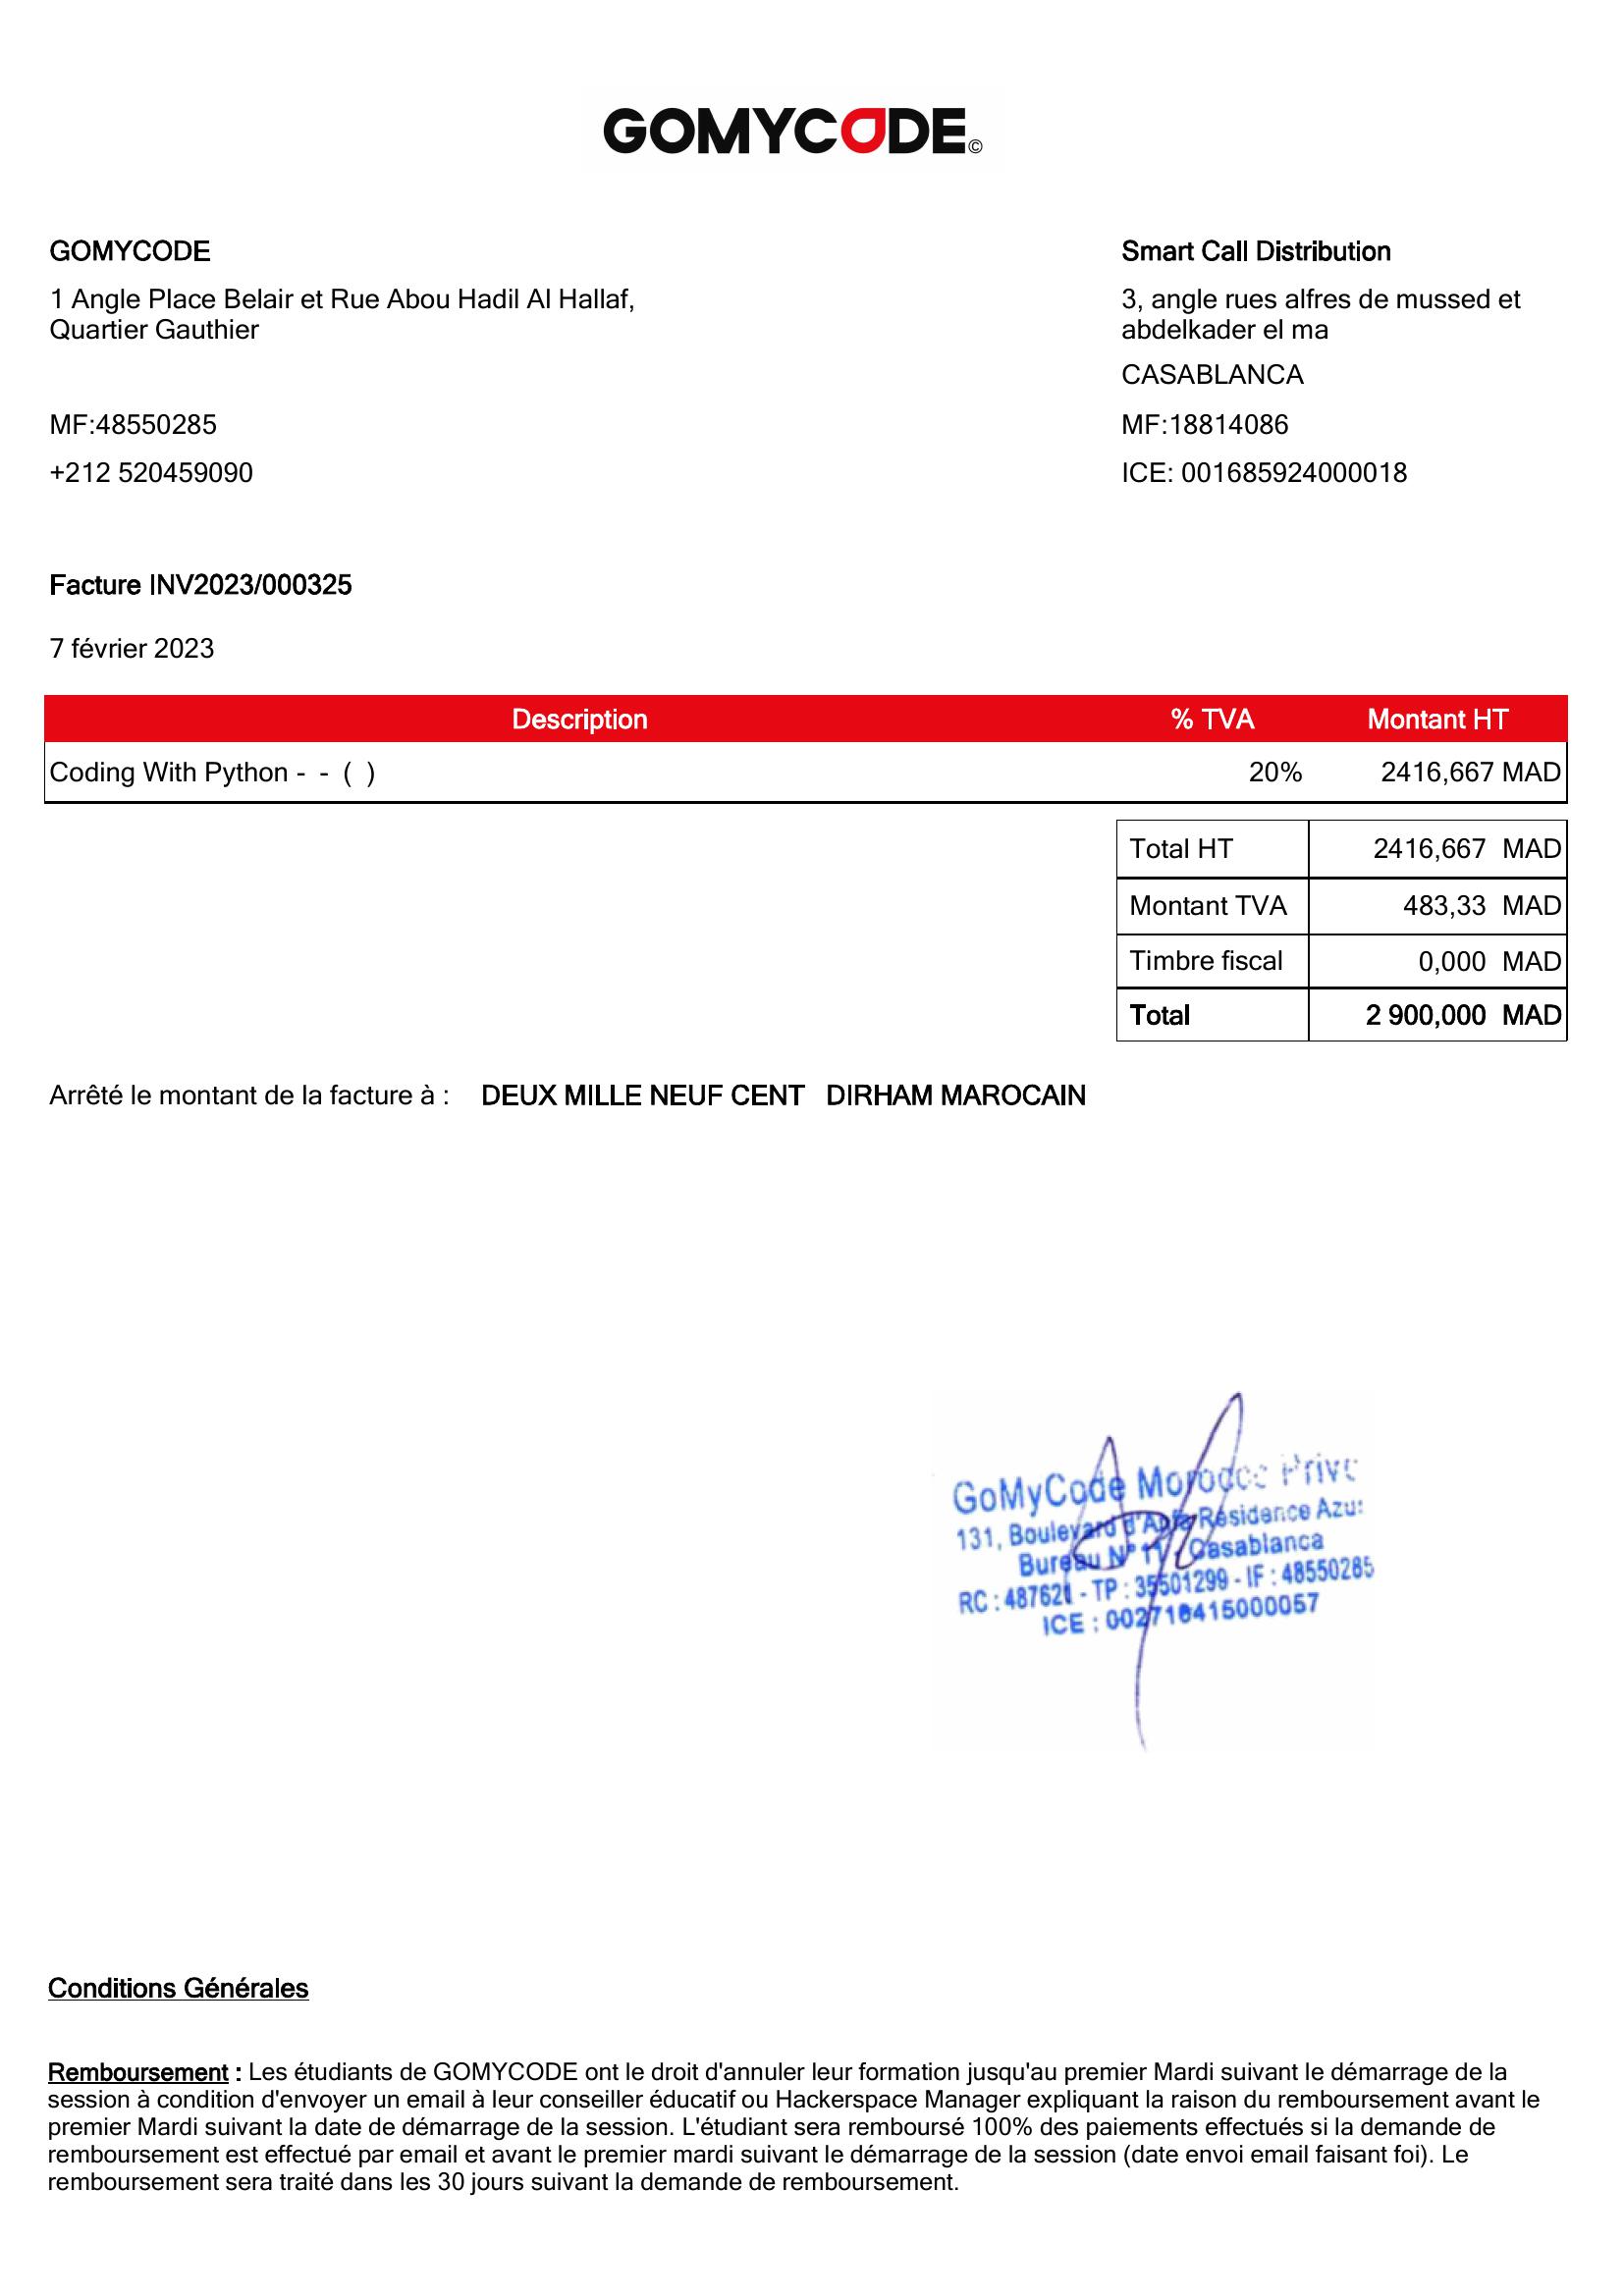 GOMYCODE©
GOMYCODE
1 Angle Place Belair et Rue Abou Hadil Al Hallaf,
Quartier Gauthier
MF:48550285
+212 520459090
Smart Call Distribution
3, angle rues alfres de mussed et
abdelkader el ma
CASABLANCA
MF:18814086
ICE: 001685924000018
Facture INV2023/000325
7 février 2023
Description % TVA Montant HT
Coding With Python - - ( ) 20% 2416,667 MAD
Total HT 2416,667 MAD
Montant TVA 483,33 MAD
Timbre fiscal 0,000 MAD
Total 2 900,000 MAD
Arrêté le montant de la facture à : DEUX MILLE NEUF CENT DIRHAM MAROCAIN
GoMyCode Morocco
131, Boulevard d'Anfa Résidence
Bureau N° 11 - Casablanca
RC : 487621 - TP : 35501299 - IF : 48550285
ICE :
Conditions Générales
Remboursement : Les étudiants de GOMYCODE ont le droit d'annuler leur formation jusqu'au premier Mardi suivant le démarrage de la
session à condition d'envoyer un email à leur conseiller éducatif ou Hackerspace Manager expliquant la raison du remboursement avant le
premier Mardi suivant la date de démarrage de la session. L'étudiant sera remboursé 100% des paiements effectués si la demande de
remboursement est effectué par email et avant le premier mardi suivant le démarrage de la session (date envoi email faisant foi). Le
remboursement sera traité dans les 30 jours suivant la demande de remboursement.